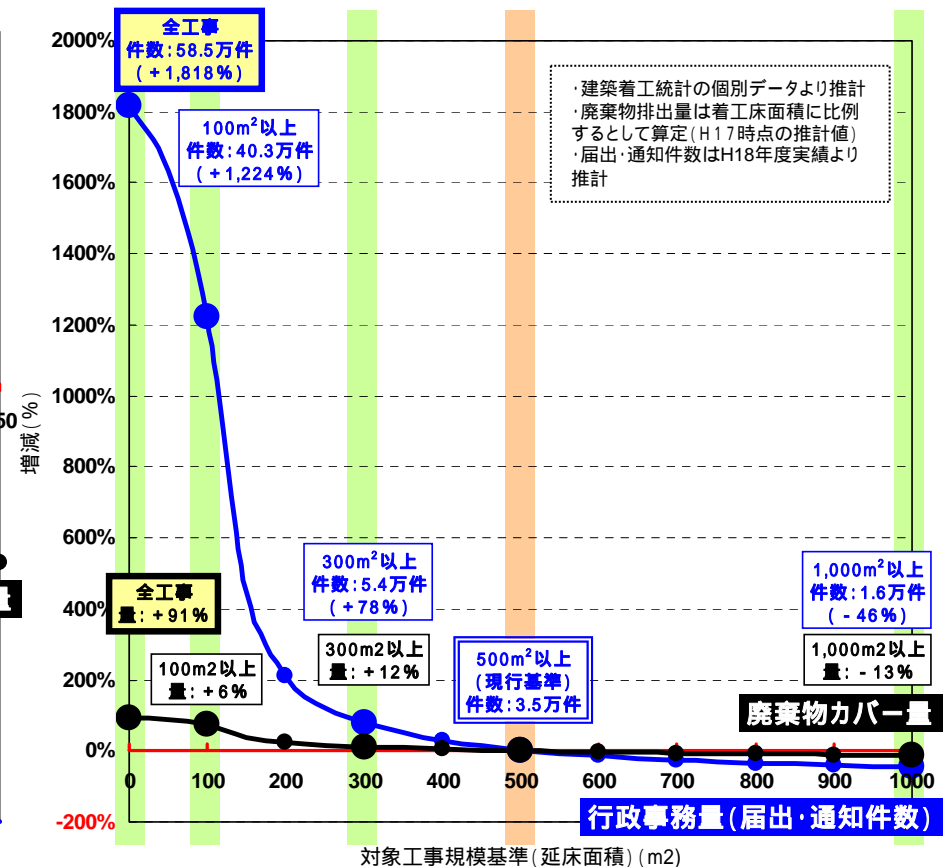 2000%
1800%
1600%
1400%
1200%
1000%
800%
600%
400%
200%
0%
-200%
50
増減(%)
全工事
件数:58.5万件
(+1,818%)
100m²以上
件数:40.3万件
(+1,224%)
・建築着工統計の個別データより推計
・廃棄物排出量は着工床面積に比例
するとして算定(H17時点の推計値)
・届出・通知件数はH18年度実績より
推計
300m²以上
件数:5.4万件
(+78%)
1,000m²以上
件数:1.6万件
(-46%)
全工事
量:+91%
100m2以上
量:+6%
300m2以上
量:+12%
500m²以上
(現行基準)
件数:3.5万件
1,000m2以上
量:-13%
廃棄物カバー量
0 100 200 300 400 500 600 700 800 900 1000
行政事務量(届出・通知件数)
対象工事規模基準(延床面積)(m2)